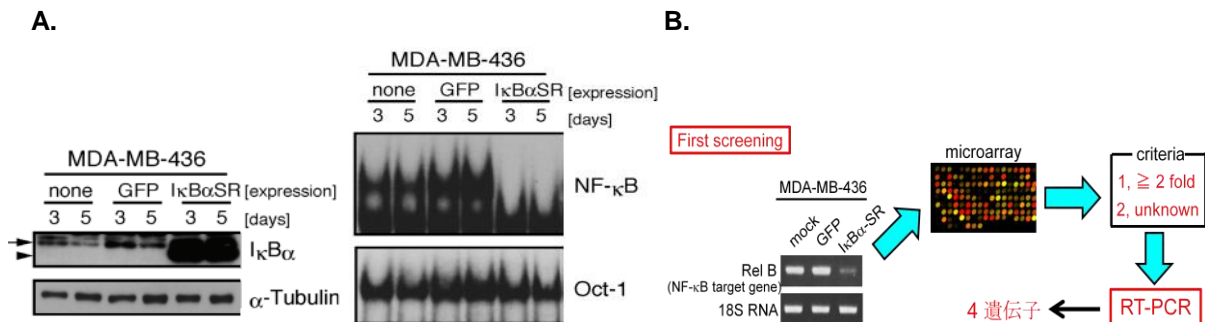 A.
MDA-MB-436
none GFP IκBαSR [expression]
3 5 3 5 3 5 [days]
IκBα
α-Tubulin
MDA-MB-436
none GFP IκBαSR [expression]
3 5 3 5 3 5 [days]
NF-κB
Oct-1
B.
First screening
MDA-MB-436
mock GFP IκBα-SR
Rel B
(NF-κB target gene)
18S RNA
microarray
criteria
1, ≧ 2 fold
2, unknown
RT-PCR
4 遺伝子